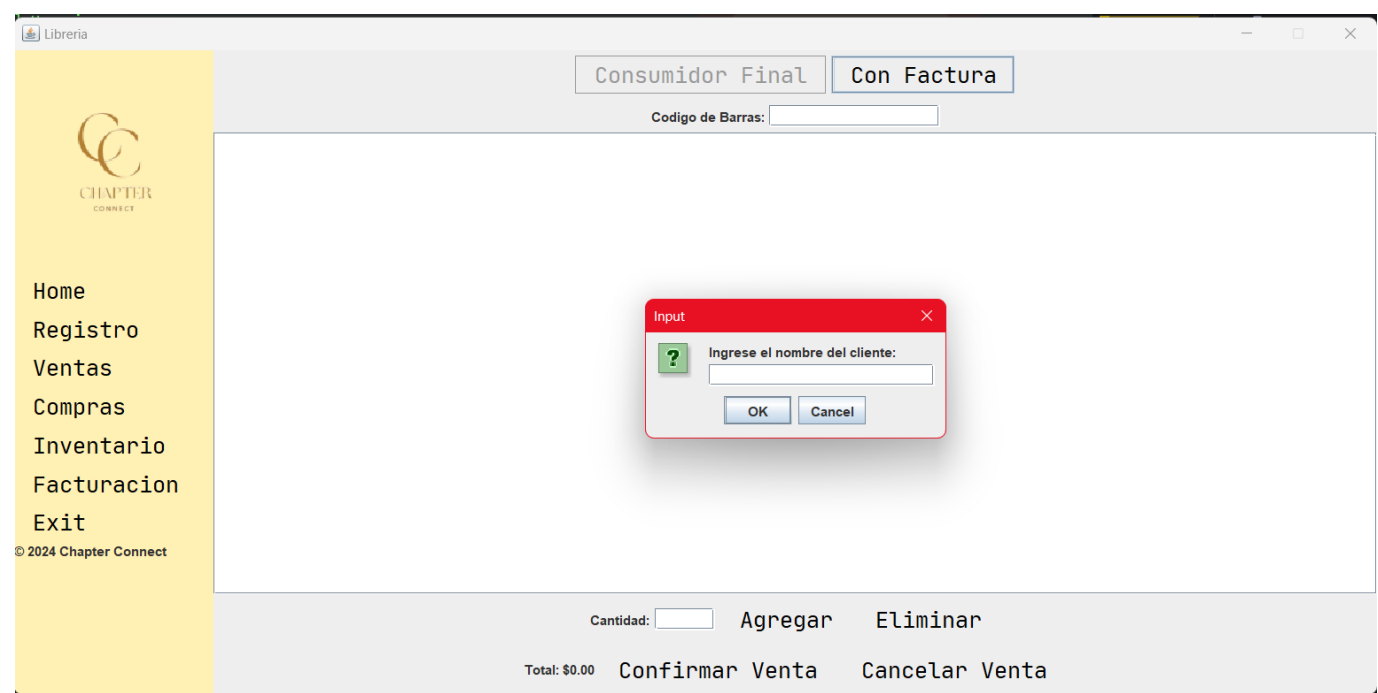 Libreria
Consumidor Final Con Factura
Codigo de Barras:
CHAPTER
CONNECT
Home
Registro
Ventas
Compras
Inventario
Facturacion
Exit
© 2024 Chapter Connect
Input
?
Ingrese el nombre del cliente:
OK Cancel
Cantidad: Agregar Eliminar
Total: $0.00 Confirmar Venta Cancelar Venta